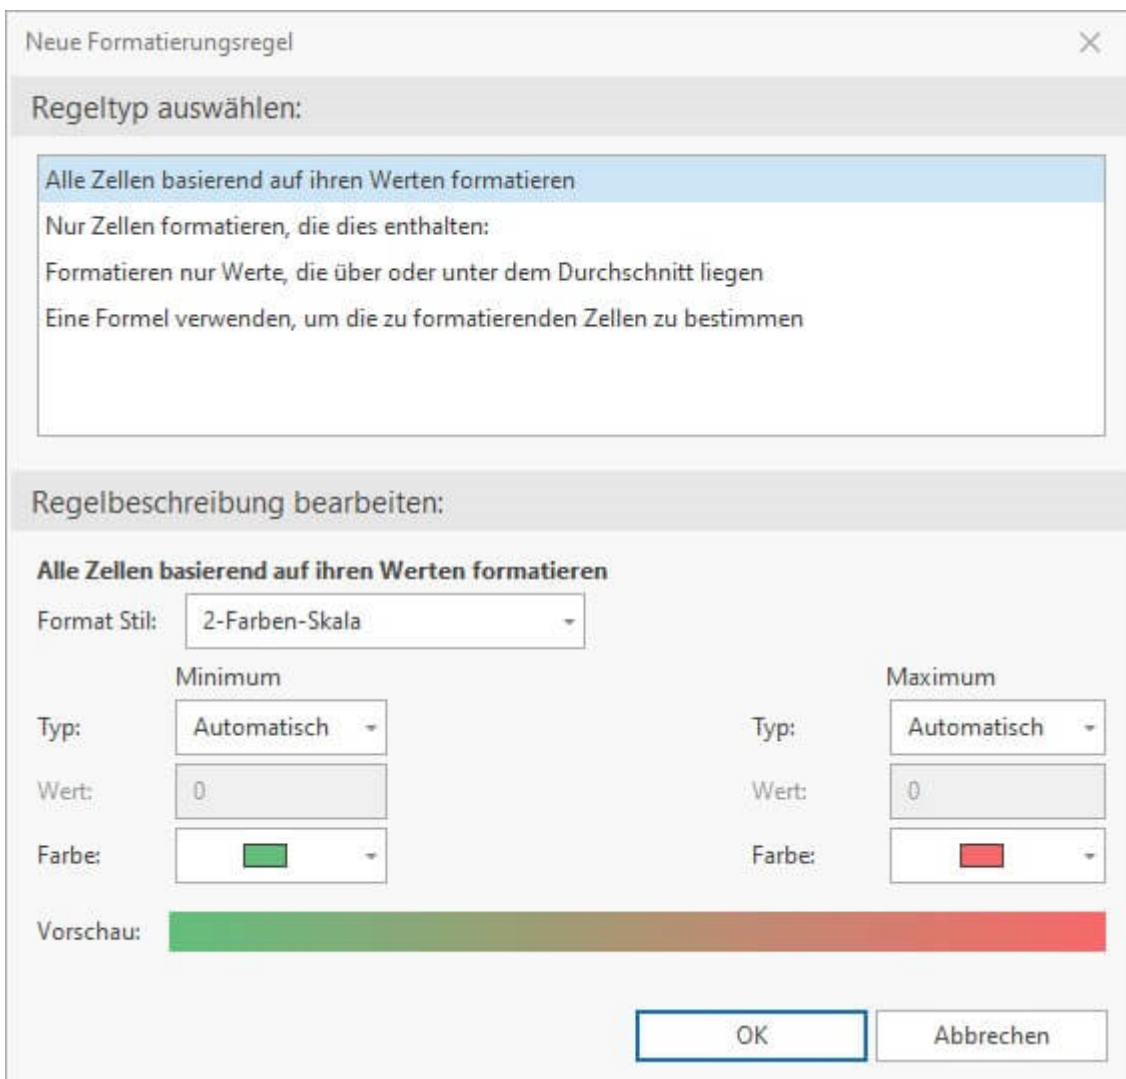 Neue Formatierungsregel
Regeltyp auswählen:
Alle Zellen basierend auf ihren Werten formatieren
Nur Zellen formatieren, die dies enthalten:
Formatieren nur Werte, die über oder unter dem Durchschnitt liegen
Eine Formel verwenden, um die zu formatierenden Zellen zu bestimmen
Regelbeschreibung bearbeiten:
Alle Zellen basierend auf ihren Werten formatieren
Format Stil: 2-Farben-Skala
Minimum Maximum
Typ: Automatisch Typ: Automatisch
Wert: 0 Wert: 0
Farbe: Farbe:
Vorschau:
OK Abbrechen